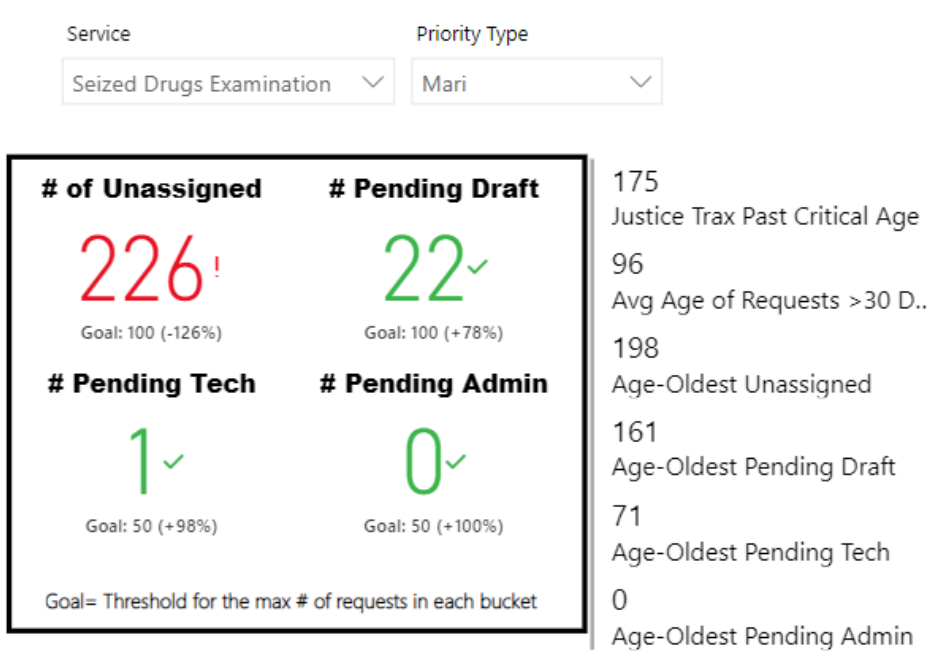 Service
Priority Type
Seized Drugs Examination
Mari
# of Unassigned
# Pending Draft
226!
22
Goal: 100 (-126%)
Goal: 100 (+78%)
# Pending Tech
# Pending Admin
1
0
Goal: 50 (+98%)
Goal: 50 (+100%)
Goal= Threshold for the max # of requests in each bucket
175
Justice Trax Past Critical Age
96
Avg Age of Requests >30 D..
198
Age-Oldest Unassigned
161
Age-Oldest Pending Draft
71
Age-Oldest Pending Tech
0
Age-Oldest Pending Admin